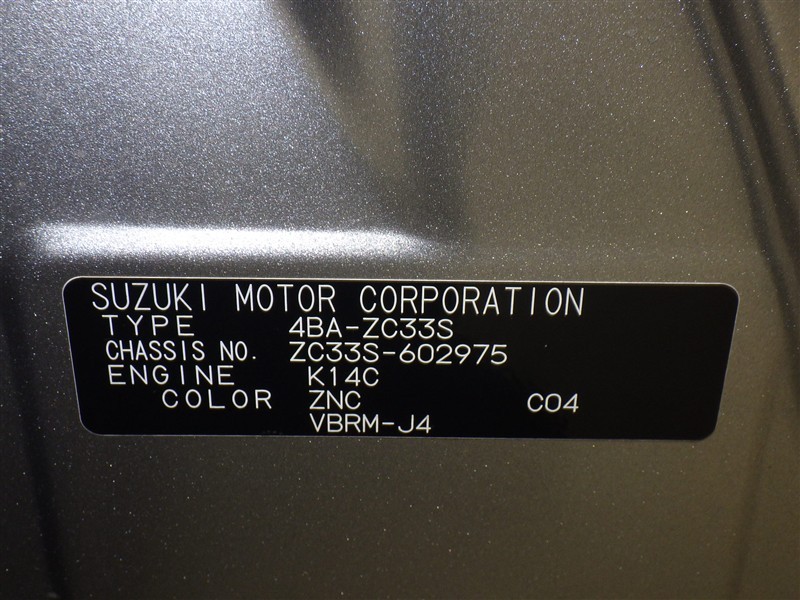 SUZUKI MOTOR CORPORATION
TYPE 4BA-ZC33S
CHASSIS NO. ZC33S-602975
ENGINE K14C
COLOR ZNC C04
VBRM-J4